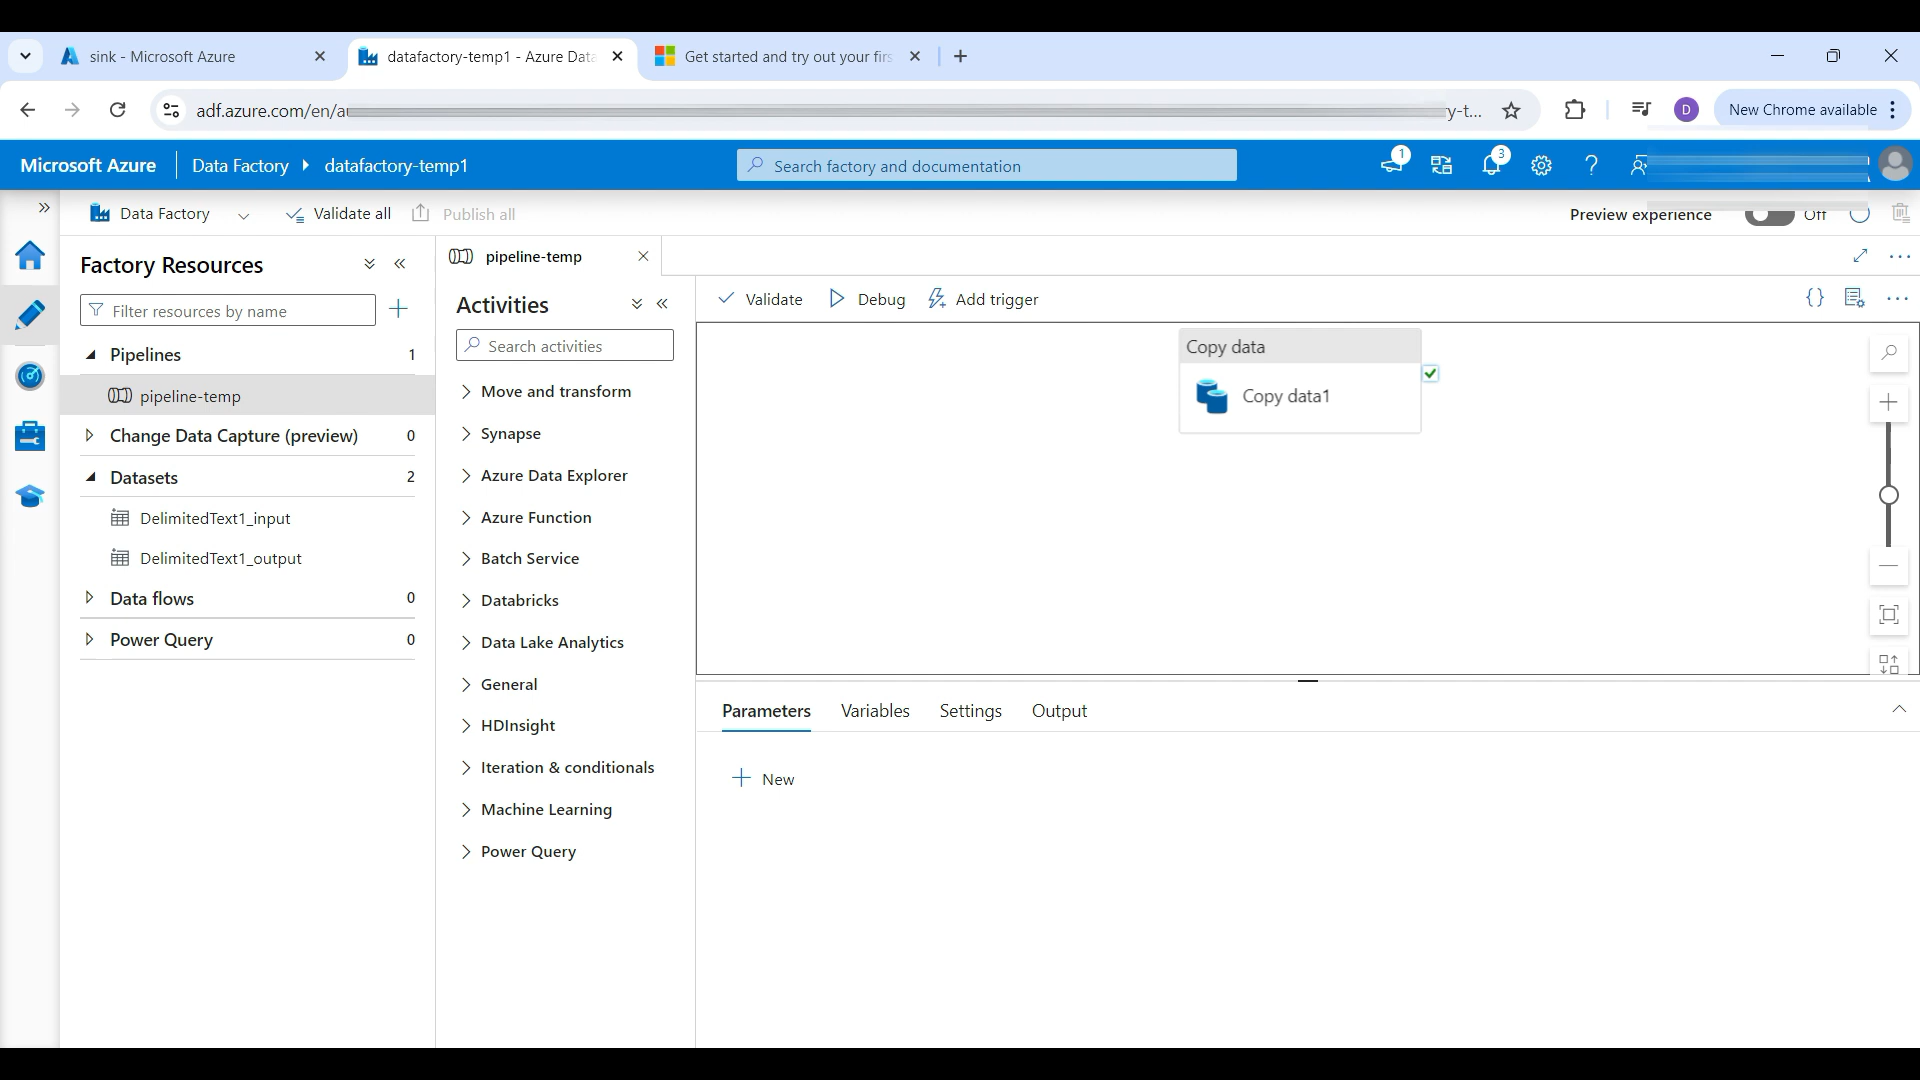 sink - Microsoft Azure
datafactory-temp1 - Azure Data
Get started and try out your firs
adf.azure.com/en/au
y-t...
D
New Chrome available
Microsoft Azure
Data Factory
datafactory-temp1
Search factory and documentation
1
3
Data Factory
Validate all
Publish all
Preview experience
Off
Factory Resources
Filter resources by name
Pipelines 1
pipeline-temp
Change Data Capture (preview) 0
Datasets 2
DelimitedText1_input
DelimitedText1_output
Data flows 0
Power Query 0
pipeline-temp
Activities
Search activities
Move and transform
Synapse
Azure Data Explorer
Azure Function
Batch Service
Databricks
Data Lake Analytics
General
HDInsight
Iteration & conditionals
Machine Learning
Power Query
Validate
Debug
Add trigger
Copy data
Copy data1
Parameters
Variables
Settings
Output
New